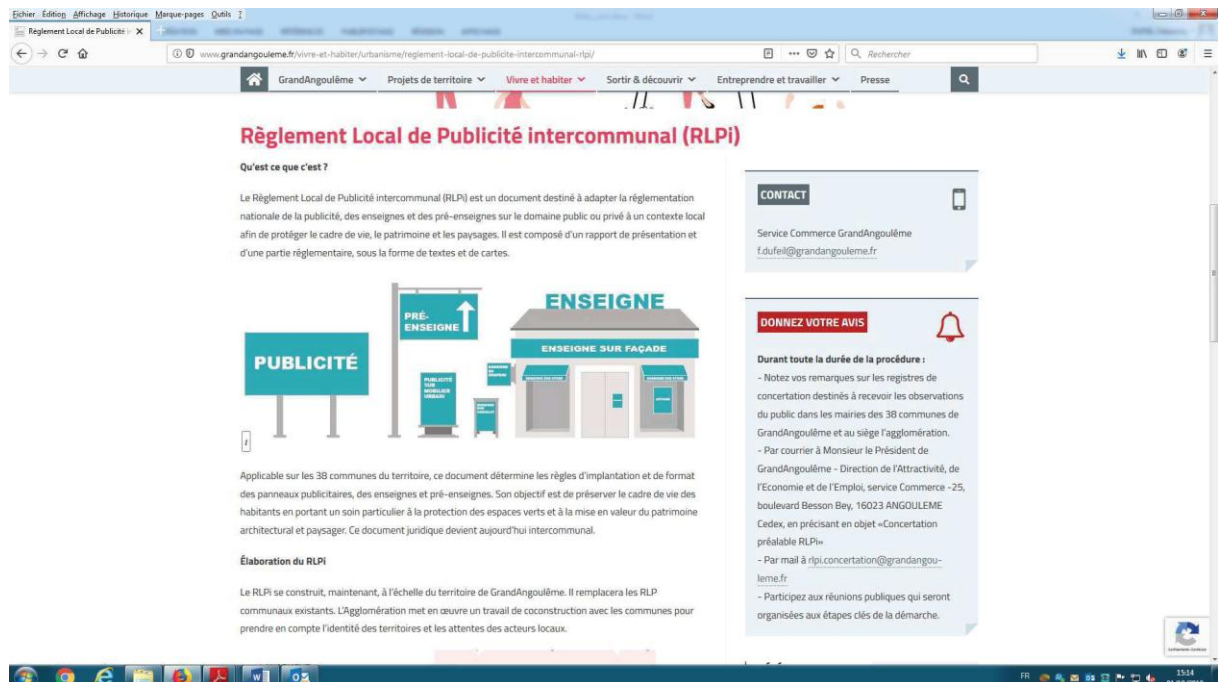 Fichier Édition Affichage Historique Marque-pages Outils ?
Règlement Local de Publicité
www.grandangouleme.fr/vivre-et-habiter/urbanisme/reglement-local-de-publicite-intercommunal-rlpi/
Rechercher
GrandAngoulême Projets de territoire Vivre et habiter Sortir & découvrir Entreprendre et travailler Presse
Règlement Local de Publicité intercommunal (RLPi)
Qu'est ce que c'est ?
Le Règlement Local de Publicité intercommunal (RLPi) est un document destiné à adapter la réglementation
nationale de la publicité, des enseignes et des pré-enseignes sur le domaine public ou privé à un contexte local
afin de protéger le cadre de vie, le patrimoine et les paysages. Il est composé d'un rapport de présentation et
d'une partie réglementaire, sous la forme de textes et de cartes.
PUBLICITÉ
PRÉ-
ENSEIGNE
PUBLICITÉ
SUR
MOBILIER
URBAIN
ENSEIGNE
ENSEIGNE SUR FAÇADE
Applicable sur les 38 communes du territoire, ce document détermine les règles d'implantation et de format
des panneaux publicitaires, des enseignes et pré-enseignes. Son objectif est de préserver le cadre de vie des
habitants en portant un soin particulier à la protection des espaces verts et à la mise en valeur du patrimoine
architectural et paysager. Ce document juridique devient aujourd'hui intercommunal.
Élaboration du RLPi
Le RLPi se construit, maintenant, à l'échelle du territoire de GrandAngoulême. Il remplacera les RLP
communaux existants. L'Agglomération met en œuvre un travail de coconstruction avec les communes pour
prendre en compte l'identité des territoires et les attentes des acteurs locaux.
CONTACT
Service Commerce GrandAngoulême
f.dufeil@grandangouleme.fr
DONNEZ VOTRE AVIS
Durant toute la durée de la procédure :
- Notez vos remarques sur les registres de
concertation destinés à recevoir les observations
du public dans les mairies des 38 communes de
GrandAngoulême et au siège l'agglomération.
- Par courrier à Monsieur le Président de
GrandAngoulême - Direction de l'Attractivité, de
l'Economie et de l'Emploi, service Commerce -25,
boulevard Besson Bey, 16023 ANGOULEME
Cedex, en précisant en objet «Concertation
préalable RLPi»
- Par mail à rlpi.concertation@grandangou-
leme.fr
- Participez aux réunions publiques qui seront
organisées aux étapes clés de la démarche.
FR
15:14